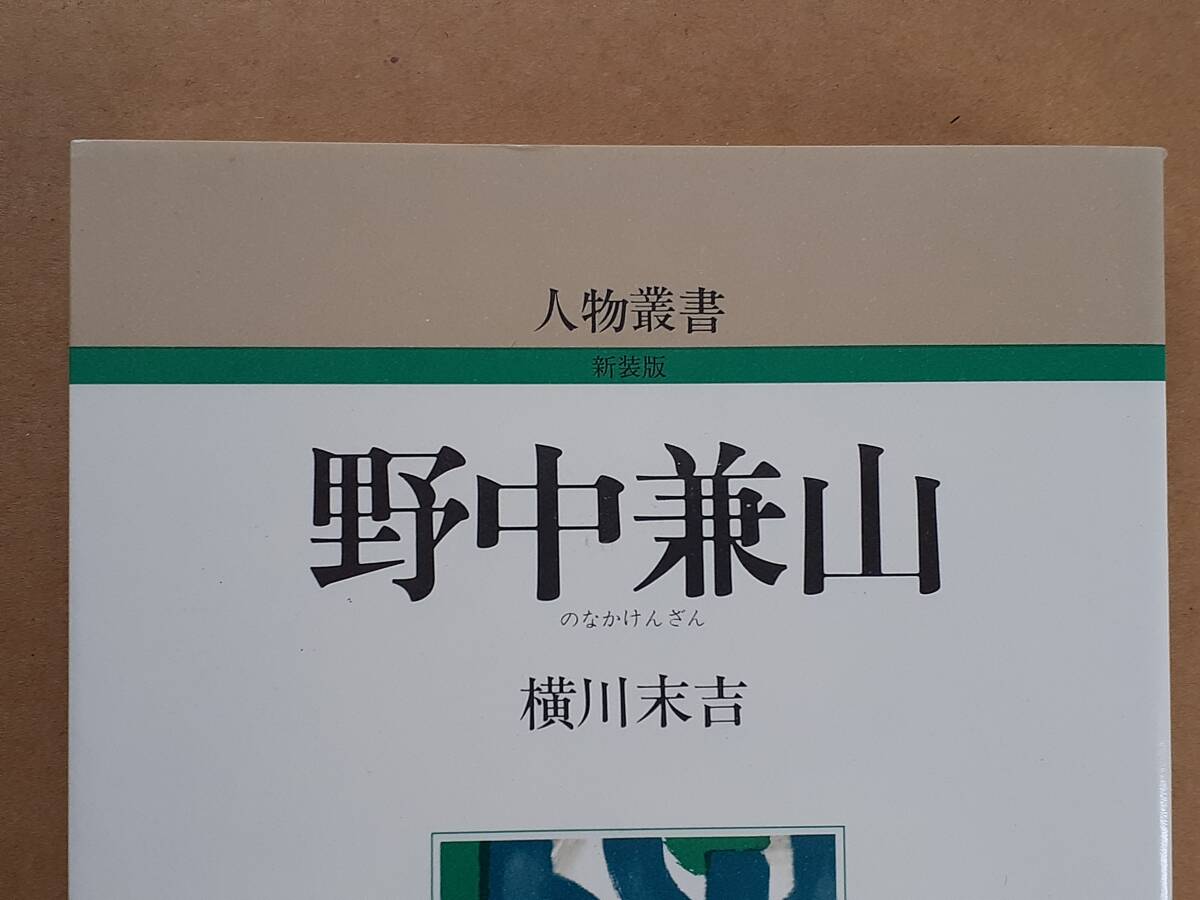 人物叢書
新装版
野中兼山
のなかけんざん
横川末吉